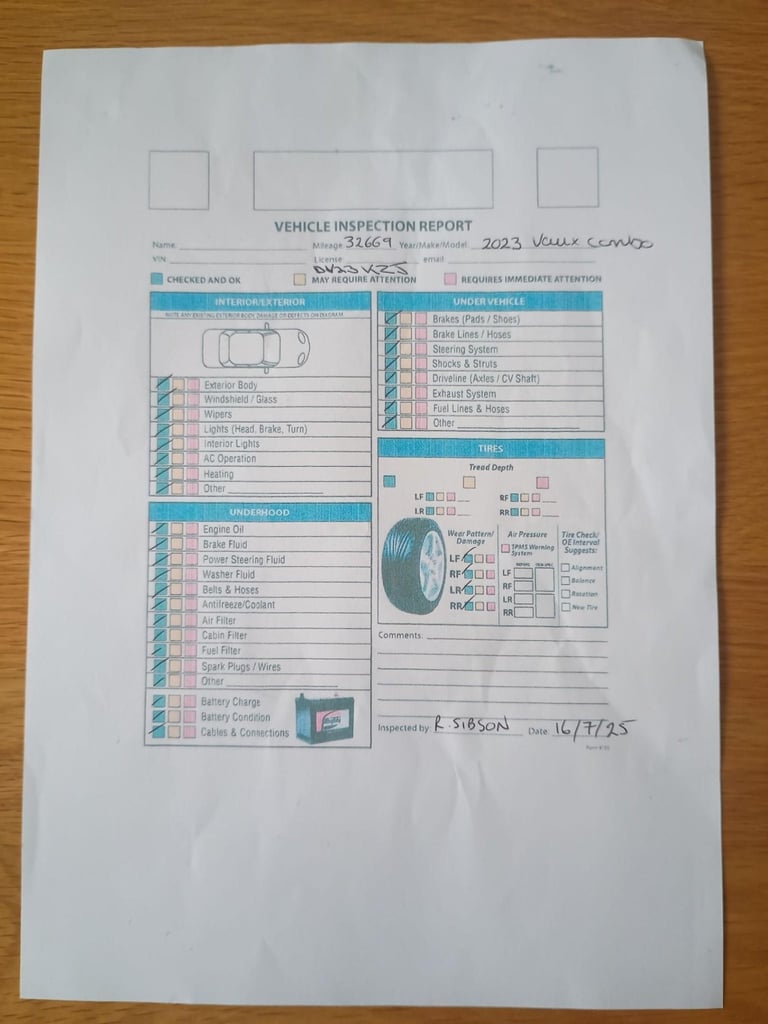 VEHICLE INSPECTION REPORT
Name: Mileage 32669 Year/Make/Model 2023 Vaux combo
VIN: License email
CHECKED AND OK MAY REQUIRE ATTENTION REQUIRES IMMEDIATE ATTENTION
INTERIOR/EXTERIOR
NOTE ANY EXISTING EXTERIOR BODY DAMAGE OR DEFECTS ON DIAGRAM
Exterior Body
Windshield / Glass
Wipers
Lights (Head, Brake, Turn)
Interior Lights
AC Operation
Heating
Other
UNDERHOOD
Engine Oil
Brake Fluid
Power Steering Fluid
Washer Fluid
Belts & Hoses
Antifreeze/Coolant
Air Filter
Cabin Filter
Fuel Filter
Spark Plugs / Wires
Other
Battery Charge
Battery Condition
Cables & Connections
UNDER VEHICLE
Brakes (Pads / Shoes)
Brake Lines / Hoses
Steering System
Shocks & Struts
Driveline (Axles / CV Shaft)
Exhaust System
Fuel Lines & Hoses
Other
TIRES
Tread Depth
LF RF
LR RR
Wear Pattern/
Damage
LF
RF
LR
RR
Air Pressure
TPMS Warning
System
BEFORE
LF
RF
LR
RR
Tire Check/
OE Interval
Suggests:
Alignment
Balance
Rotation
New Tire
Comments:
Inspected by: R. SIBSON Date: 16/7/25